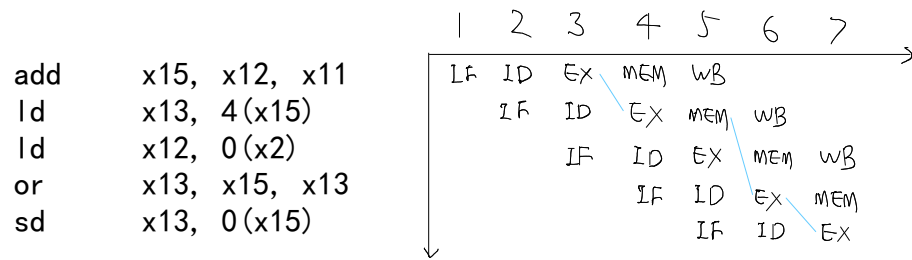 1 2 3 4 5 6 7
add x15, x12, x11 IF ID EX MEM WB
ld x13, 4(x15) IF ID EX MEM WB
ld x12, 0(x2) IF ID EX MEM WB
or x13, x15, x13 IF ID EX MEM
sd x13, 0(x15) IF ID EX